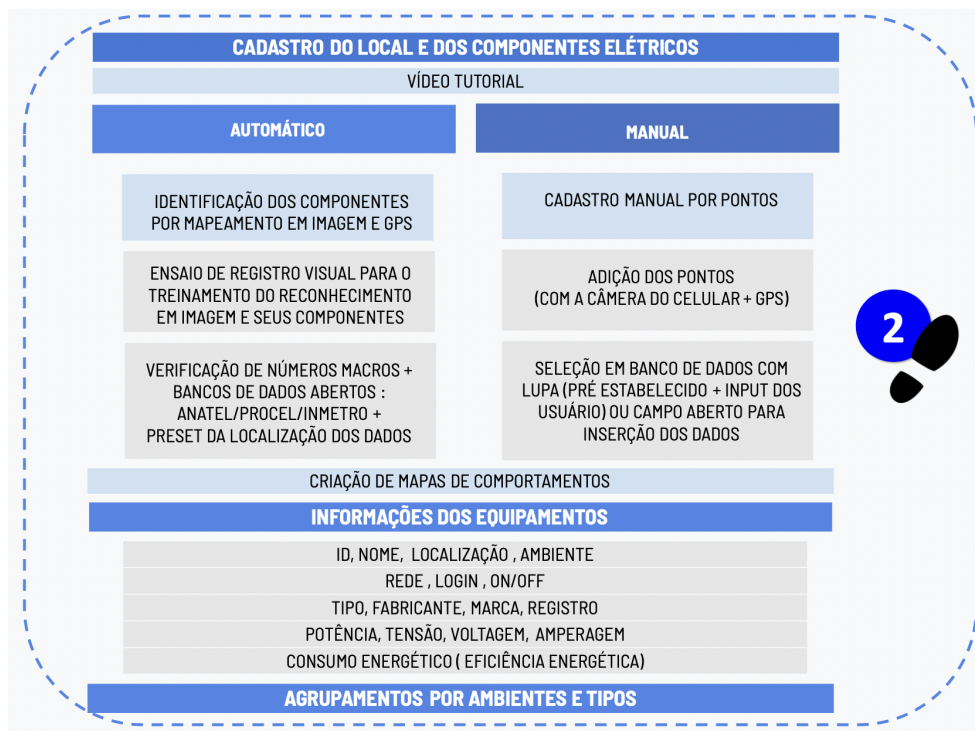 CADASTRO DO LOCAL E DOS COMPONENTES ELÉTRICOS
VÍDEO TUTORIAL
AUTOMÁTICO
IDENTIFICAÇÃO DOS COMPONENTES
POR MAPEAMENTO EM IMAGEM E GPS
ENSAIO DE REGISTRO VISUAL PARA O
TREINAMENTO DO RECONHECIMENTO
EM IMAGEM E SEUS COMPONENTES
VERIFICAÇÃO DE NÚMEROS MACROS +
BANCOS DE DADOS ABERTOS :
ANATEL/PROCEL/INMETRO +
PRESET DA LOCALIZAÇÃO DOS DADOS
MANUAL
CADASTRO MANUAL POR PONTOS
ADIÇÃO DOS PONTOS
(COM A CÂMERA DO CELULAR + GPS)
SELEÇÃO EM BANCO DE DADOS COM
LUPA (PRÉ ESTABELECIDO + INPUT DOS
USUÁRIO) OU CAMPO ABERTO PARA
INSERÇÃO DOS DADOS
2
CRIAÇÃO DE MAPAS DE COMPORTAMENTOS
INFORMAÇÕES DOS EQUIPAMENTOS
ID, NOME, LOCALIZAÇÃO , AMBIENTE
REDE , LOGIN , ON/OFF
TIPO, FABRICANTE, MARCA, REGISTRO
POTÊNCIA, TENSÃO, VOLTAGEM, AMPERAGEM
CONSUMO ENERGÉTICO ( EFICIÊNCIA ENERGÉTICA)
AGRUPAMENTOS POR AMBIENTES E TIPOS